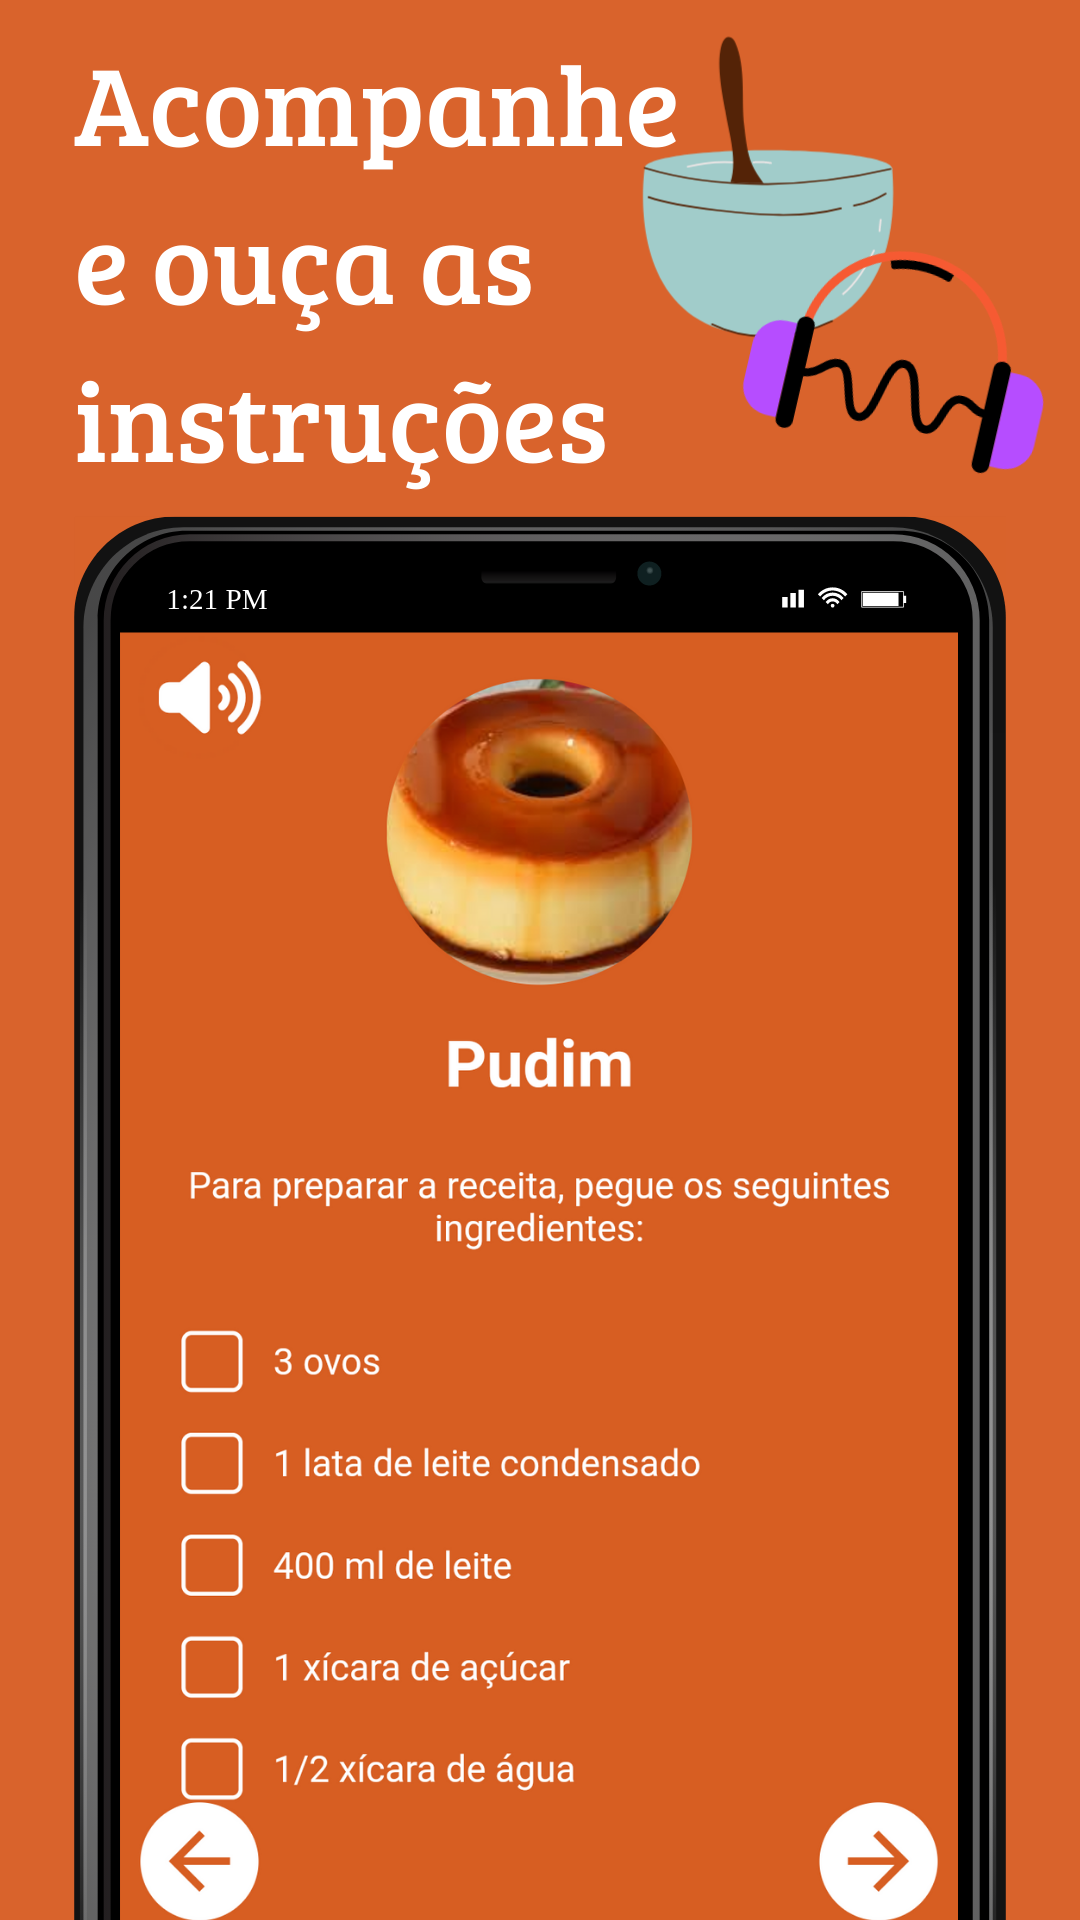 Acompanhe
e ouça as
instruções
1:21 PM
Pudim
Para preparar a receita, pegue os seguintes
ingredientes:
3 ovos
1 lata de leite condensado
400 ml de leite
1 xícara de açúcar
1/2 xícara de água